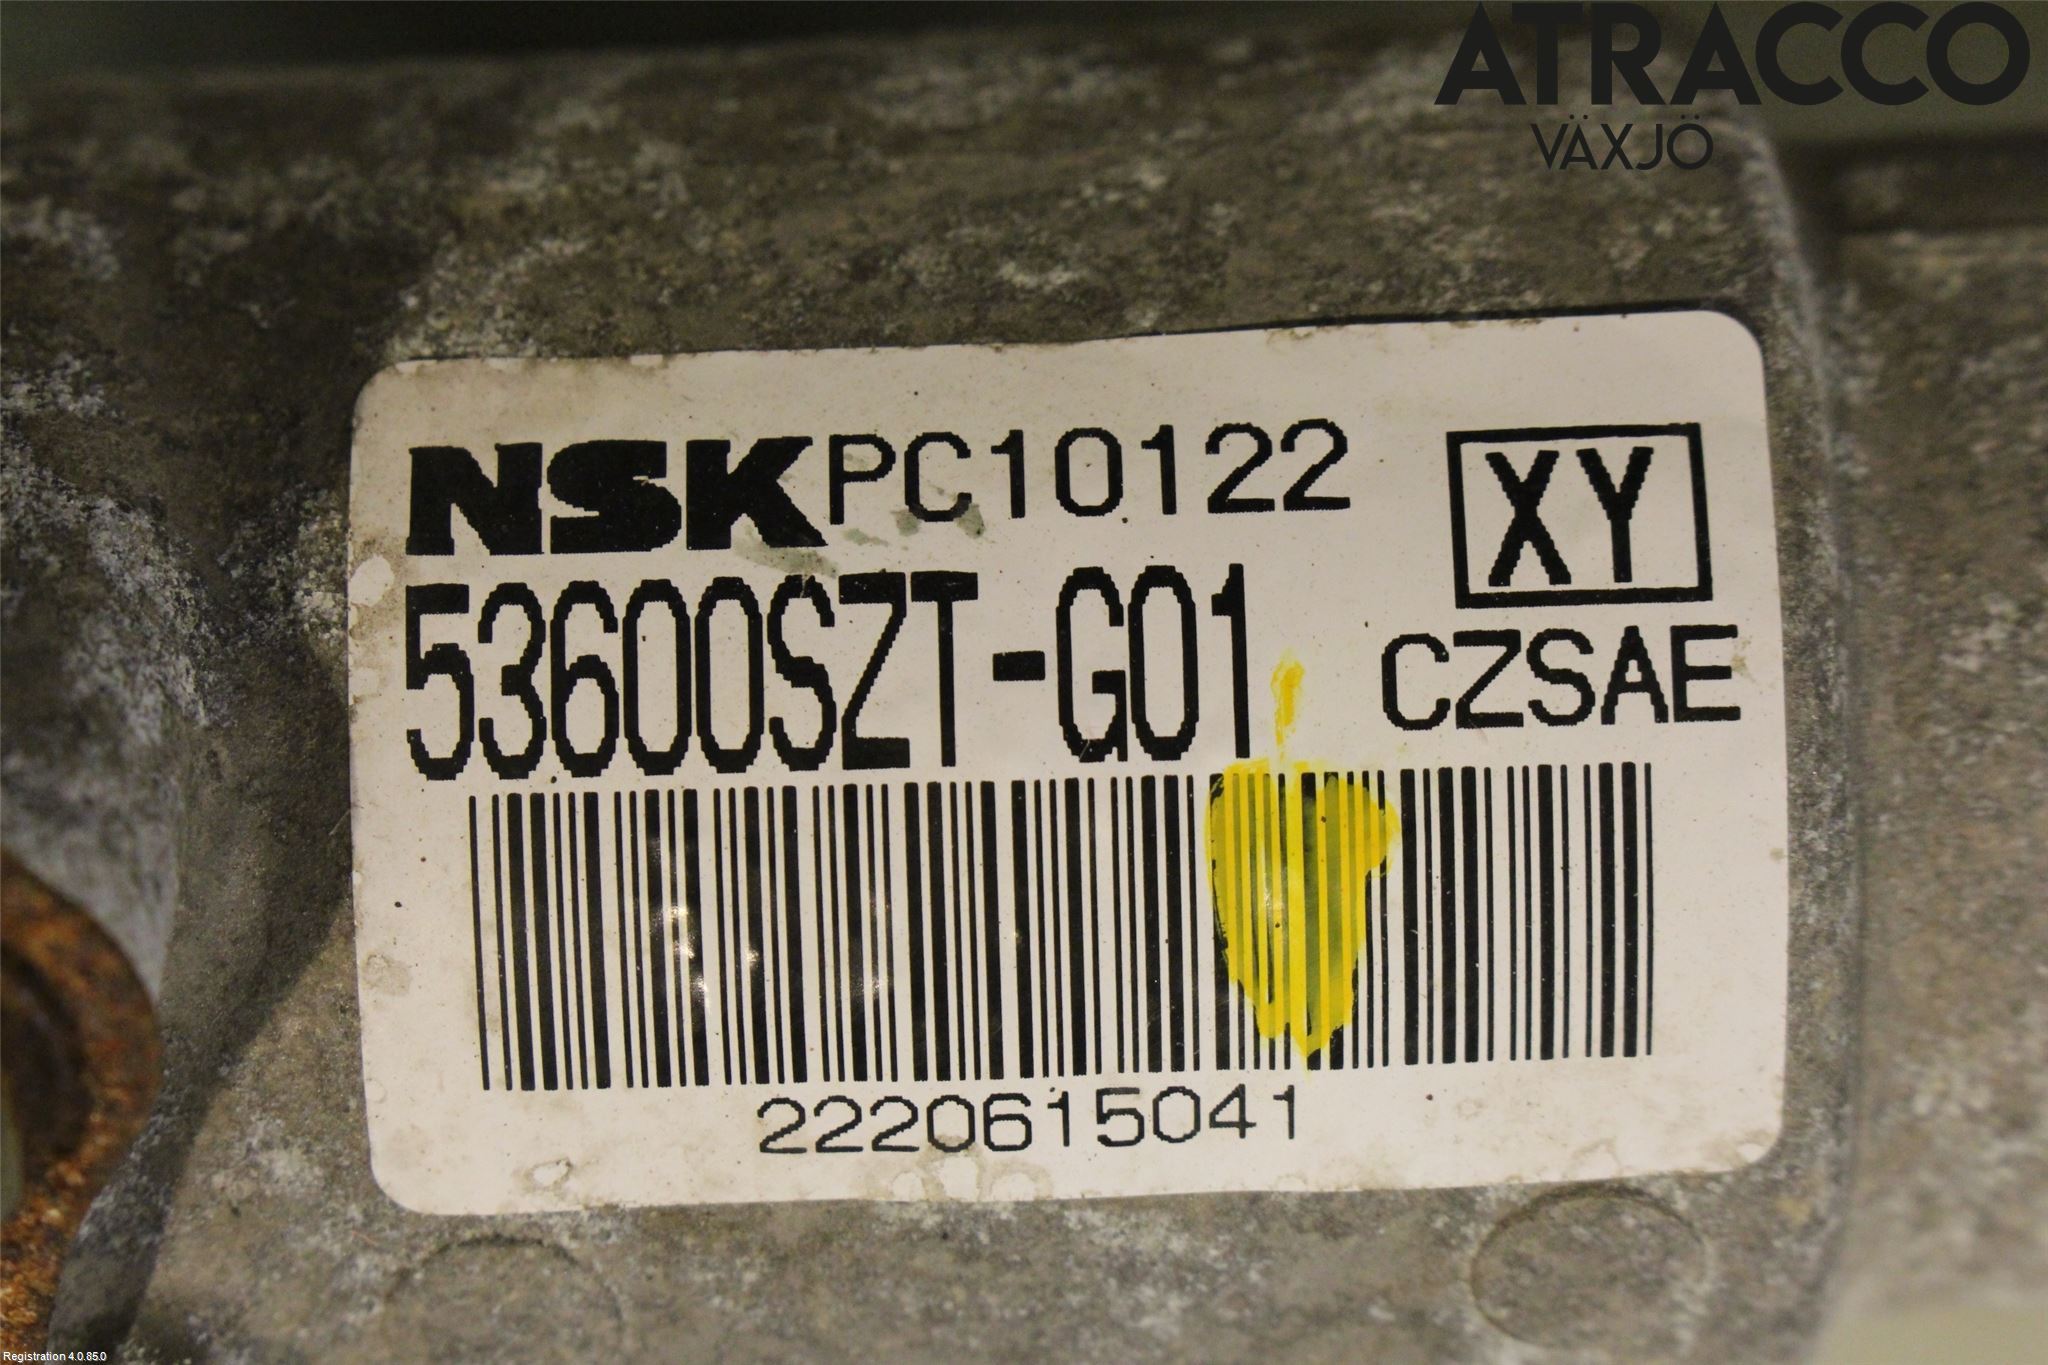 ATRACCO
VÄXJÖ
NSK PC10122
XY
53600SZT-G01
CZSAE
2220615041
Registration 4.0.85.0